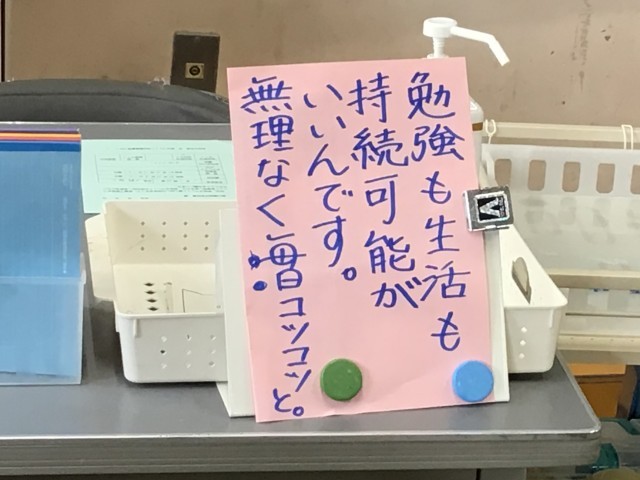 勉強も生活も
持続可能が
いいんです。
無理なく毎日コツコツと。
A